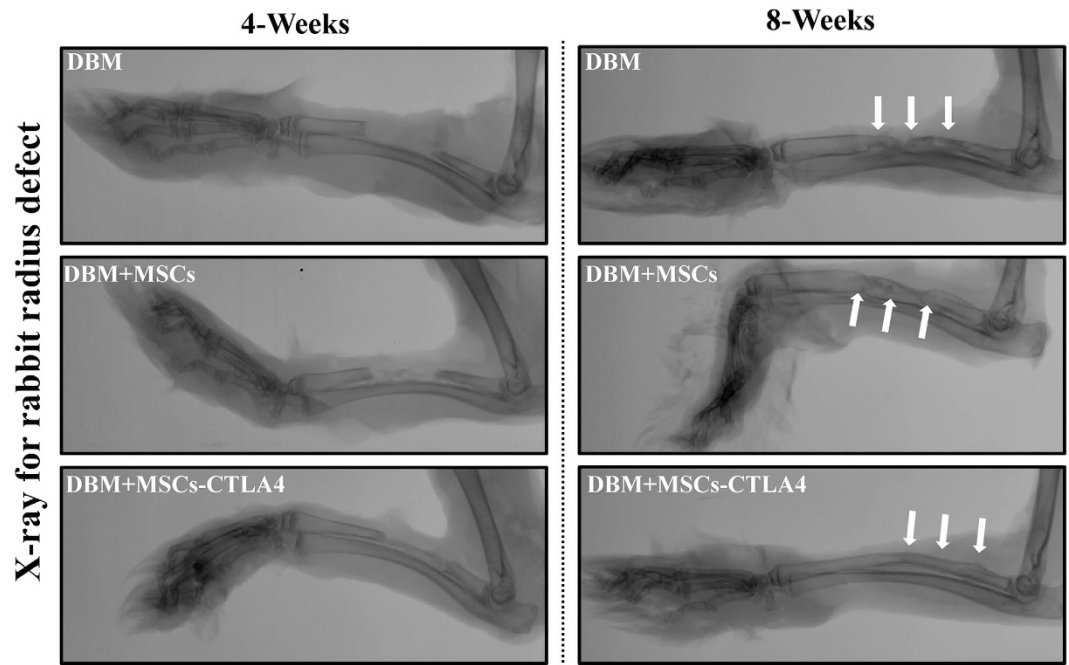 4-Weeks
8-Weeks
X-ray for rabbit radius defect
DBM
DBM
DBM+MSCs
DBM+MSCs
DBM+MSCs-CTLA4
DBM+MSCs-CTLA4